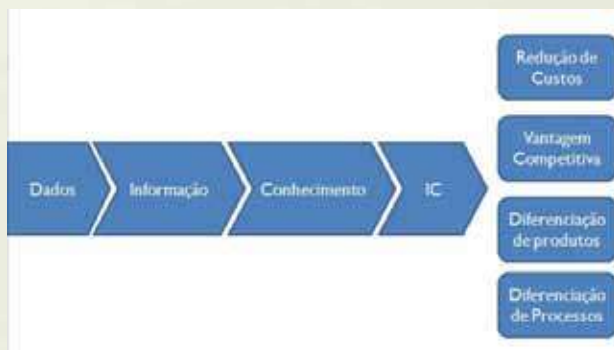 Dados
Informação
Conhecimento
IC
Redução de
Custos
Vantagem
Competitiva
Diferenciação
de produtos
Diferenciação
de Processos